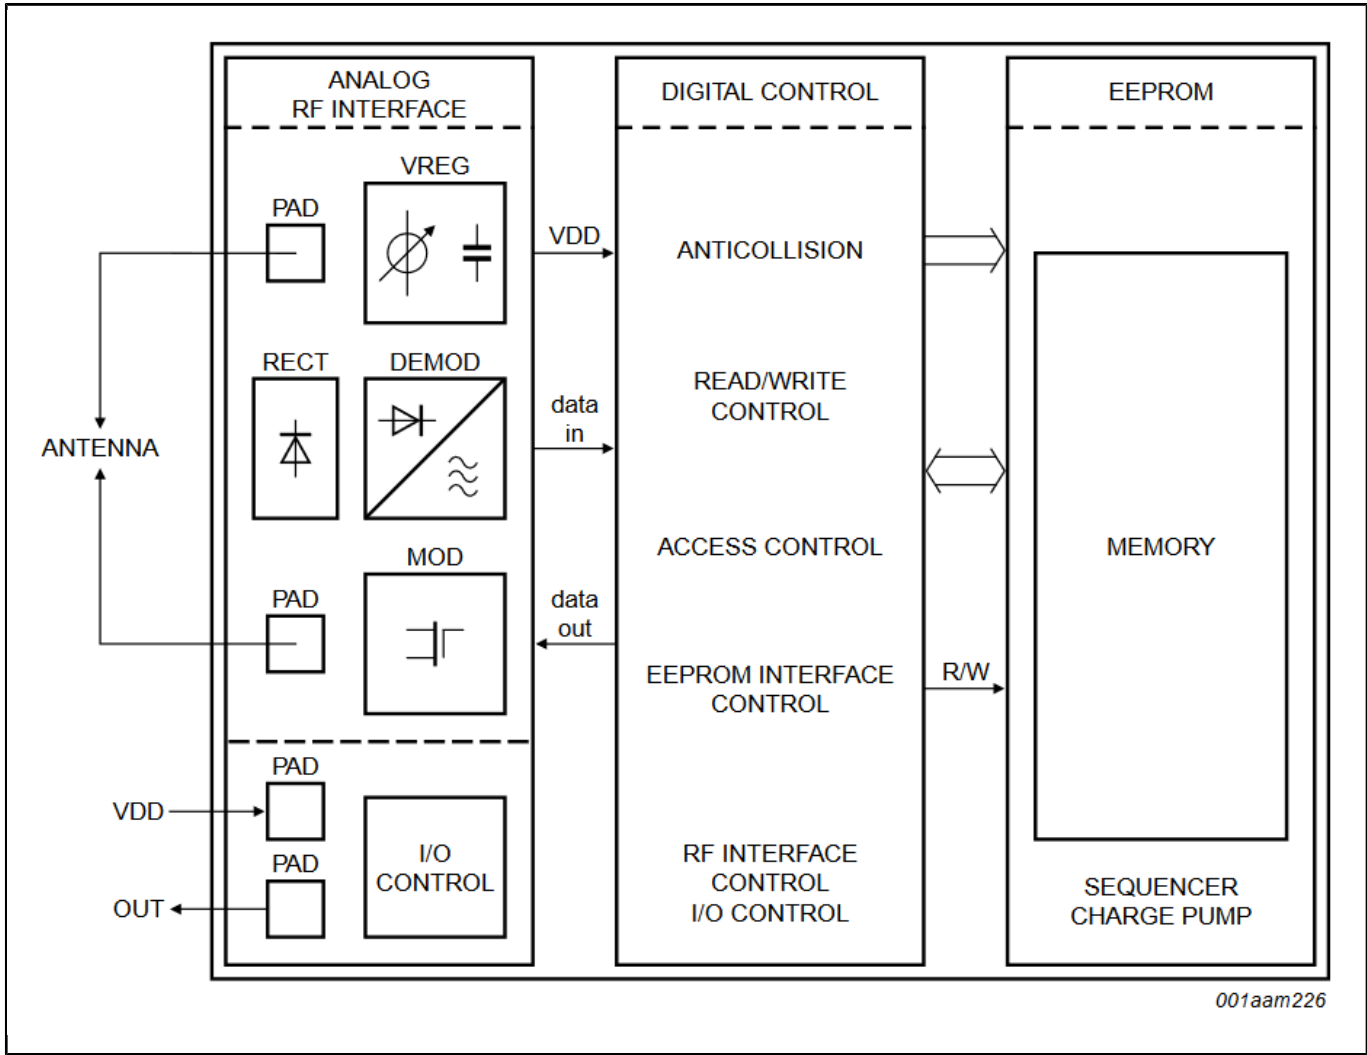 ANALOG
RF INTERFACE
DIGITAL CONTROL
EEPROM
VREG
PAD
VDD
ANTICOLLISION
RECT
DEMOD
data
in
READ/WRITE
CONTROL
ANTENNA
MOD
ACCESS CONTROL
MEMORY
PAD
data
out
EEPROM INTERFACE
CONTROL
R/W
PAD
VDD
PAD
OUT
I/O
CONTROL
RF INTERFACE
CONTROL
I/O CONTROL
SEQUENCER
CHARGE PUMP
001aam226